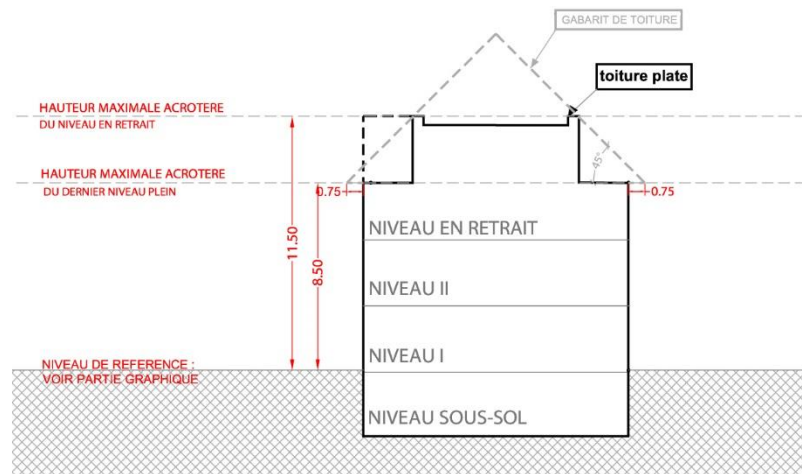 GABARIT DE TOITURE
toiture plate
HAUTEUR MAXIMALE ACROTERE
DU NIVEAU EN RETRAIT
HAUTEUR MAXIMALE ACROTERE
DU DERNIER NIVEAU PLEIN
45°
0.75
0.75
11.50
8.50
NIVEAU EN RETRAIT
NIVEAU II
NIVEAU I
NIVEAU DE REFERENCE :
VOIR PARTIE GRAPHIQUE
NIVEAU SOUS-SOL